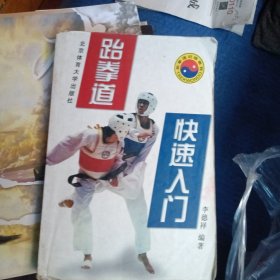 跆拳道
北京体育大学出版社
快速入门
李德祥 编著